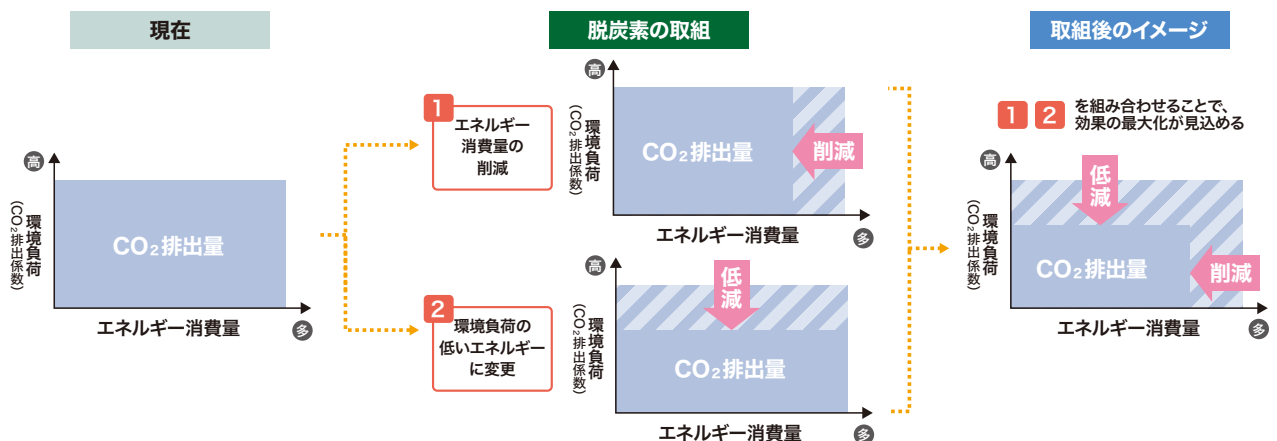 現在
高
環境負荷
(CO2排出係数)
CO2排出量
エネルギー消費量
多
脱炭素の取組
1
エネルギー
消費量の
削減
高
環境負荷
(CO2排出係数)
CO2排出量
削減
エネルギー消費量
多
2
環境負荷の
低いエネルギー
に変更
高
環境負荷
(CO2排出係数)
低減
CO2排出量
エネルギー消費量
多
取組後のイメージ
1 2 を組み合わせることで、
効果の最大化が見込める
高
環境負荷
(CO2排出係数)
低減
CO2排出量
削減
エネルギー消費量
多